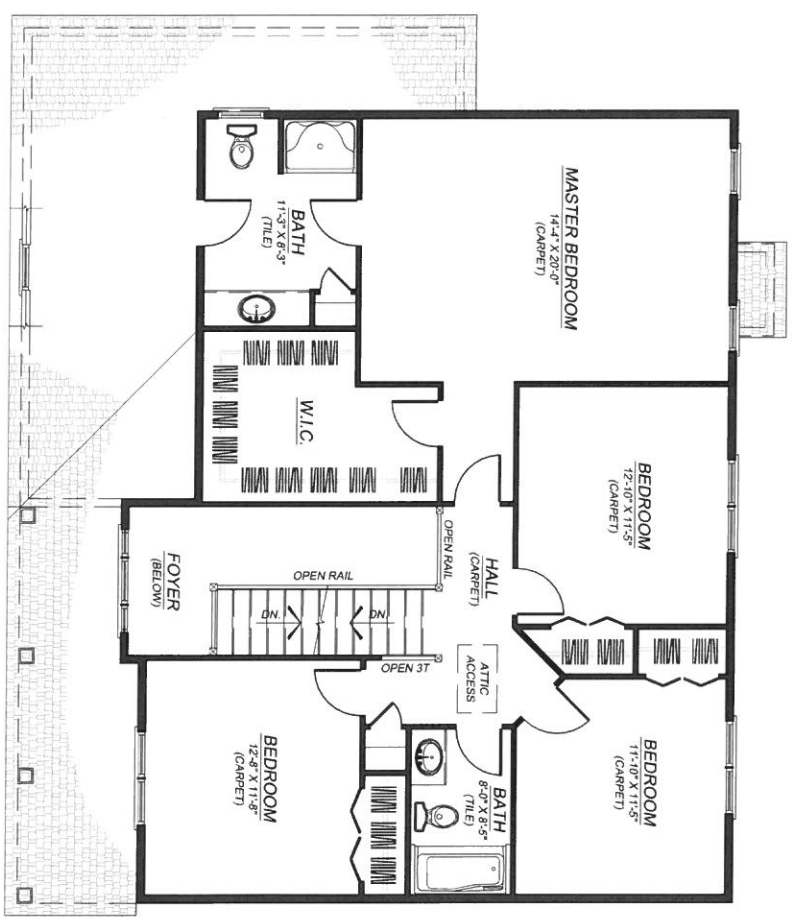 BATH
11'-3" X 8'-3"
(TILE)
MASTER BEDROOM
14'-4" X 20'-0"
(CARPET)
W.I.C.
BEDROOM
12'-10" X 11'-5"
(CARPET)
OPEN RAIL
HALL
(CARPET)
FOYER
(BELOW)
OPEN RAIL
DN.
DN.
OPEN 3T
ATTIC
ACCESS
BEDROOM
12'-8" X 11'-8"
(CARPET)
BATH
8'-0" X 8'-5"
(TILE)
BEDROOM
11'-10" X 11'-5"
(CARPET)